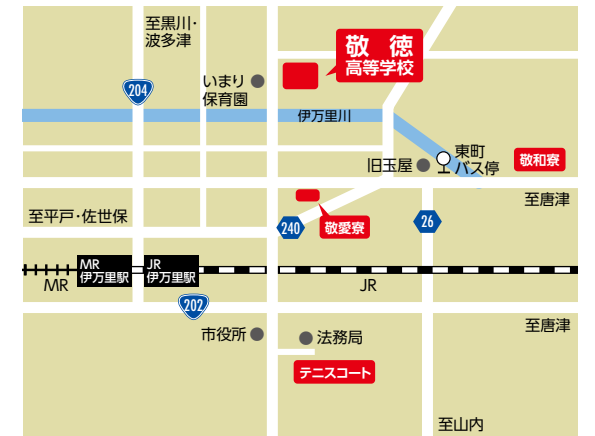 至黒川・
波多津
敬 徳
高等学校
204
いまり
保育園
伊万里川
旧玉屋
東町
バス停
敬和寮
至唐津
至平戸・佐世保
240
敬愛寮
26
MR
伊万里駅
JR
伊万里駅
MR
JR
202
市役所
法務局
至唐津
テニスコート
至山内